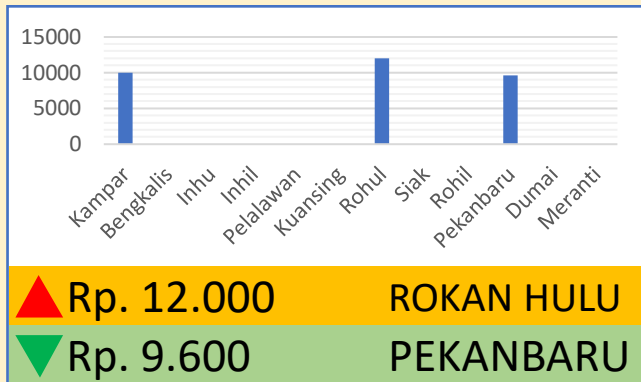 15000
10000
5000
0
Kampar
Bengkalis
Inhu
Inhil
Pelalawan
Kuansing
Rohul
Siak
Rohil
Pekanbaru
Dumai
Meranti
Rp. 12.000 ROKAN HULU
Rp. 9.600 PEKANBARU